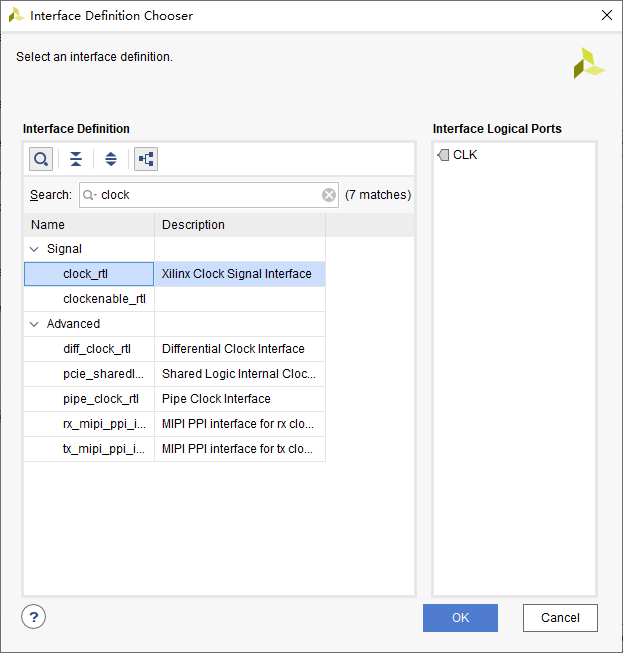 Interface Definition Chooser
Select an interface definition.
Interface Definition
Search: clock (7 matches)
Name Description
Signal
clock_rtl Xilinx Clock Signal Interface
clockenable_rtl
Advanced
diff_clock_rtl Differential Clock Interface
pcie_sharedl... Shared Logic Internal Cloc...
pipe_clock_rtl Pipe Clock Interface
rx_mipi_ppi_i... MIPI PPI interface for rx clo...
tx_mipi_ppi_i... MIPI PPI interface for tx clo...
Interface Logical Ports
CLK
?
OK Cancel